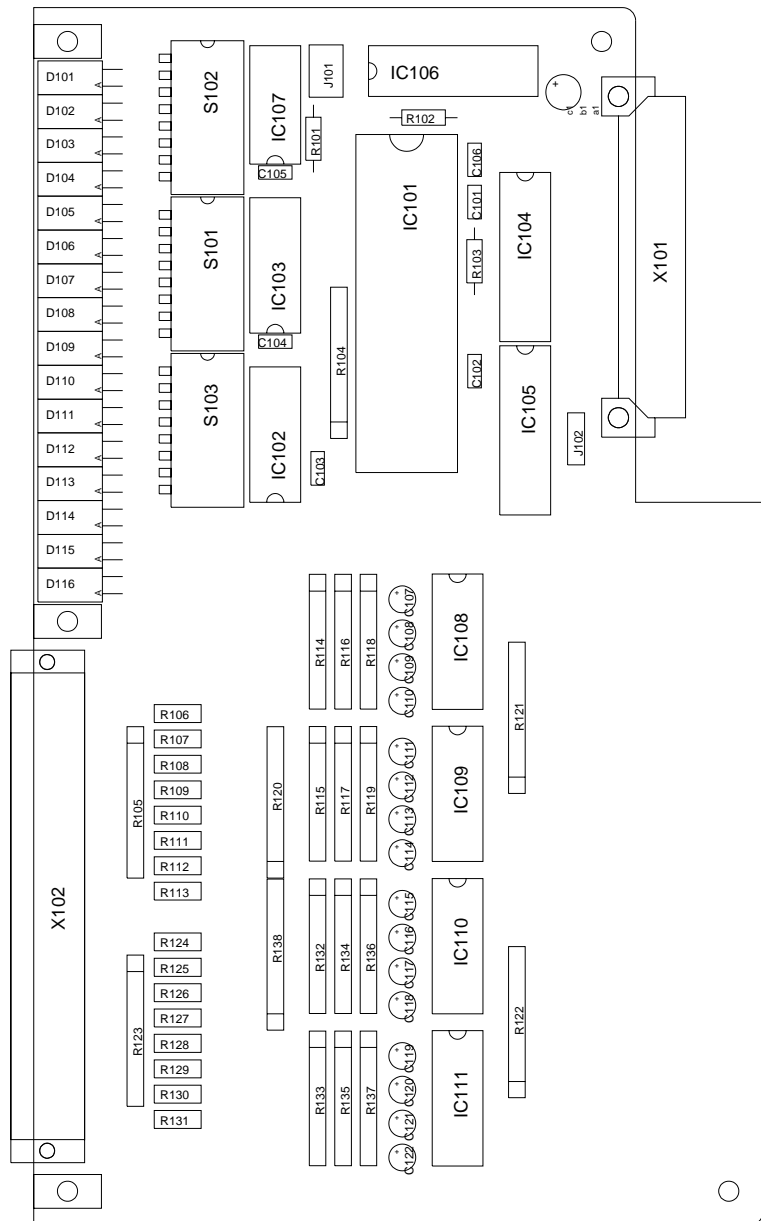 D101
A
D102
A
D103
A
D104
A
D105
A
D106
A
D107
A
D108
A
D109
A
D110
A
D111
A
D112
A
D113
A
D114
A
D115
A
D116
A
S102
S101
S103
IC107
C105
IC103
C104
IC102
C103
J101
R101
R104
IC106
R102
IC101
C106
C101
R103
C102
IC104
IC105
J102
+
c1
b1
a1
X101
R114
R116
R118
+
C107
+
C108
+
C109
+
C110
IC108
R121
X102
R105
R106
R107
R108
R109
R110
R111
R112
R113
R120
R115
R117
R119
+
C111
+
C112
+
C113
+
C114
IC109
R123
R124
R125
R126
R127
R128
R129
R130
R131
R138
R132
R134
R136
+
C115
+
C116
+
C117
+
C118
IC110
R122
R133
R135
R137
+
C119
+
C120
+
C121
+
C122
IC111